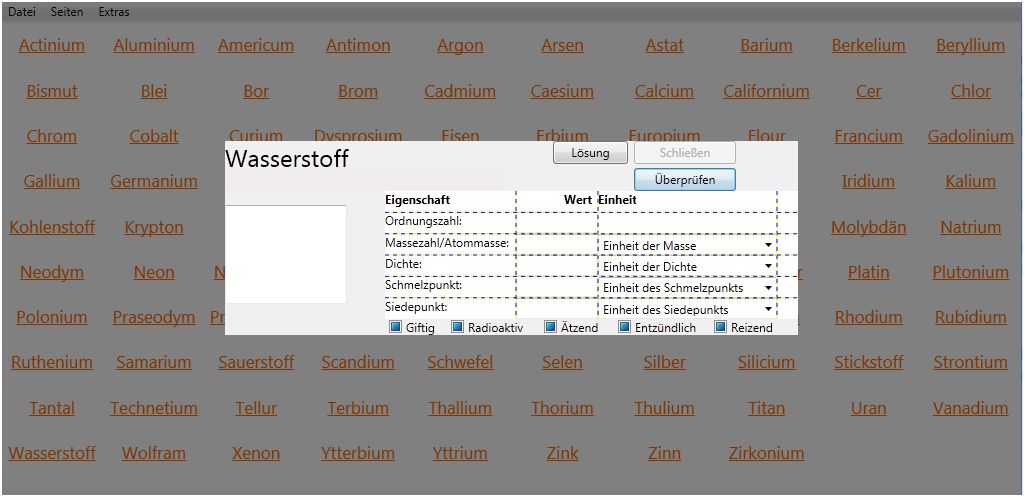 Datei Seiten Extras
Actinium Aluminium Americum Antimon Argon Arsen Astat Barium Berkelium Beryllium
Bismut Blei Bor Brom Cadmium Caesium Calcium Californium Cer Chlor
Chrom Cobalt Curium Dysprosium Eisen Erbium Europium Flour Francium Gadolinium
Wasserstoff Lösung Schließen
Überprüfen
Gallium Germanium Iridium Kalium
Eigenschaft Wert Einheit
Ordnungszahl:
Kohlenstoff Krypton Molybdän Natrium
Massezahl/Atommasse: Einheit der Masse
Dichte: Einheit der Dichte
Neodym Neon Platin Plutonium
Schmelzpunkt: Einheit des Schmelzpunkts
Siedepunkt: Einheit des Siedepunkts
Polonium Praseodym Rhodium Rubidium
Giftig Radioaktiv Ätzend Entzündlich Reizend
Ruthenium Samarium Sauerstoff Scandium Schwefel Selen Silber Silicium Stickstoff Strontium
Tantal Technetium Tellur Terbium Thallium Thorium Thulium Titan Uran Vanadium
Wasserstoff Wolfram Xenon Ytterbium Yttrium Zink Zinn Zirkonium